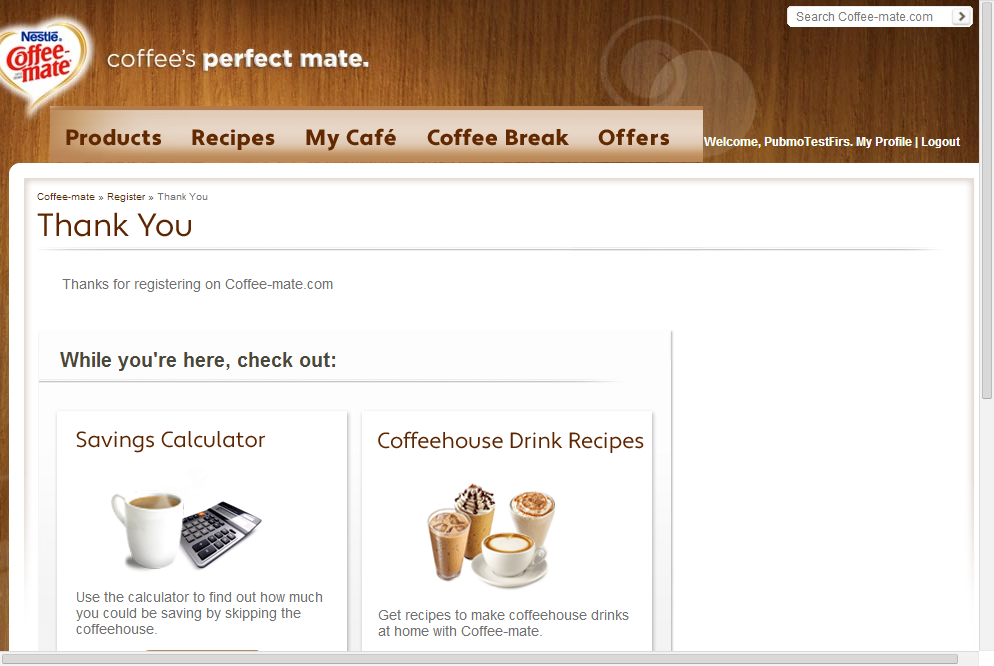 Search Coffee-mate.com
Nestlé®
Coffee-
mate
coffee's perfect mate.
Products Recipes My Café Coffee Break Offers
Welcome, PubmoTestFirs. My Profile | Logout
Coffee-mate » Register » Thank You
Thank You
Thanks for registering on Coffee-mate.com
While you're here, check out:
Savings Calculator
Use the calculator to find out how much
you could be saving by skipping the
coffeehouse.
Coffeehouse Drink Recipes
Get recipes to make coffeehouse drinks
at home with Coffee-mate.